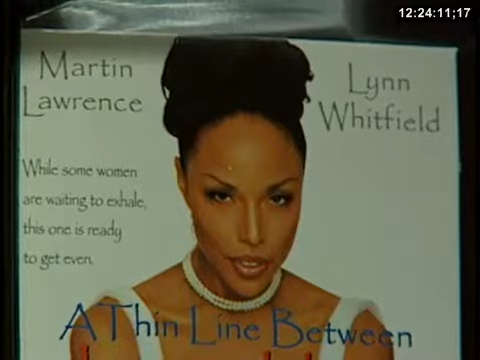 12:24:11;17
Martin
Lawrence
Lynn
Whitfield
While some women
are waiting to exhale,
this one is ready
to get even.
A Thin Line Between